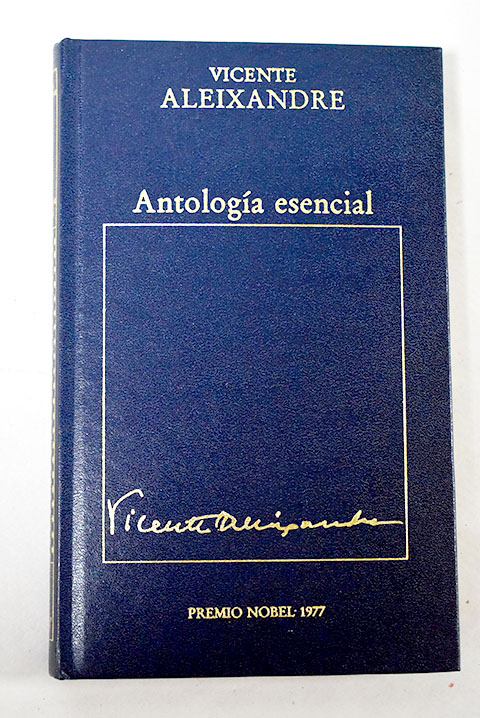 VICENTE
ALEIXANDRE
Antología esencial
Vicente Aleixandre
PREMIO NOBEL 1977